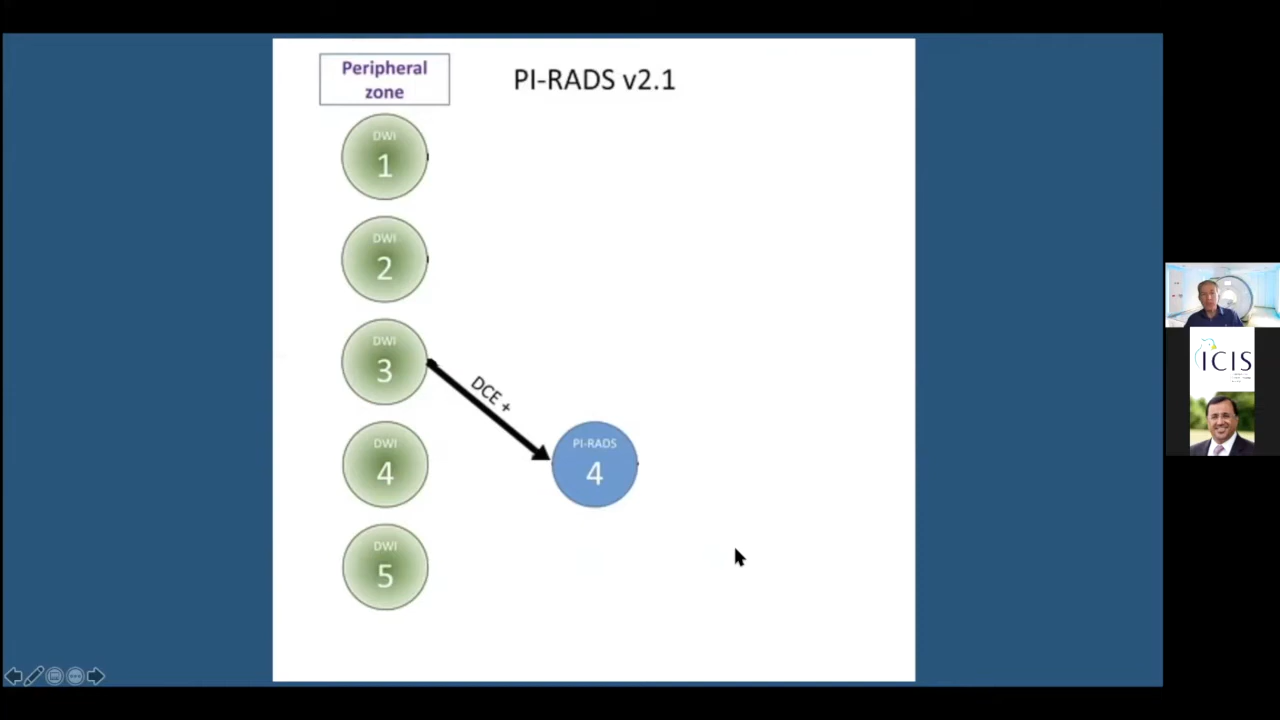 Peripheral
zone
PI-RADS v2.1
DWI
1
DWI
2
DWI
3
DCE +
DWI
4
PI-RADS
4
DWI
5
ICIS